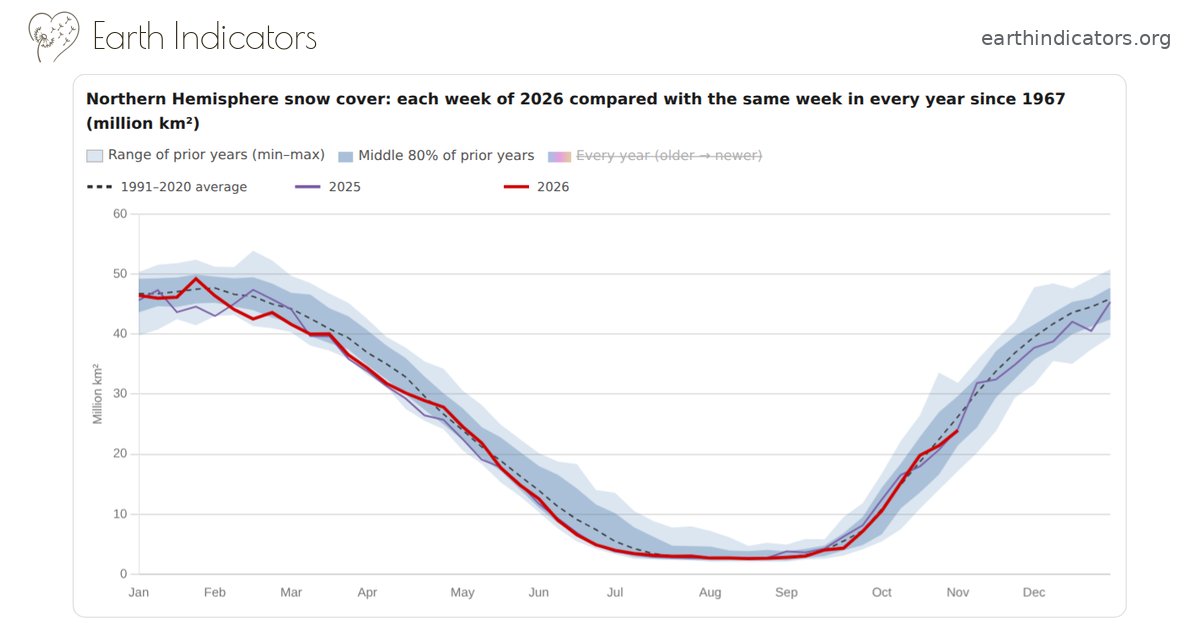 Earth Indicators
earthindicators.org
Northern Hemisphere snow cover: each week of 2026 compared with the same week in every year since 1967
(million km²)
Range of prior years (min–max) Middle 80% of prior years Every year (older → newer)
1991–2020 average 2025 2026
Million km²
60
50
40
30
20
10
0
Jan Feb Mar Apr May Jun Jul Aug Sep Oct Nov Dec